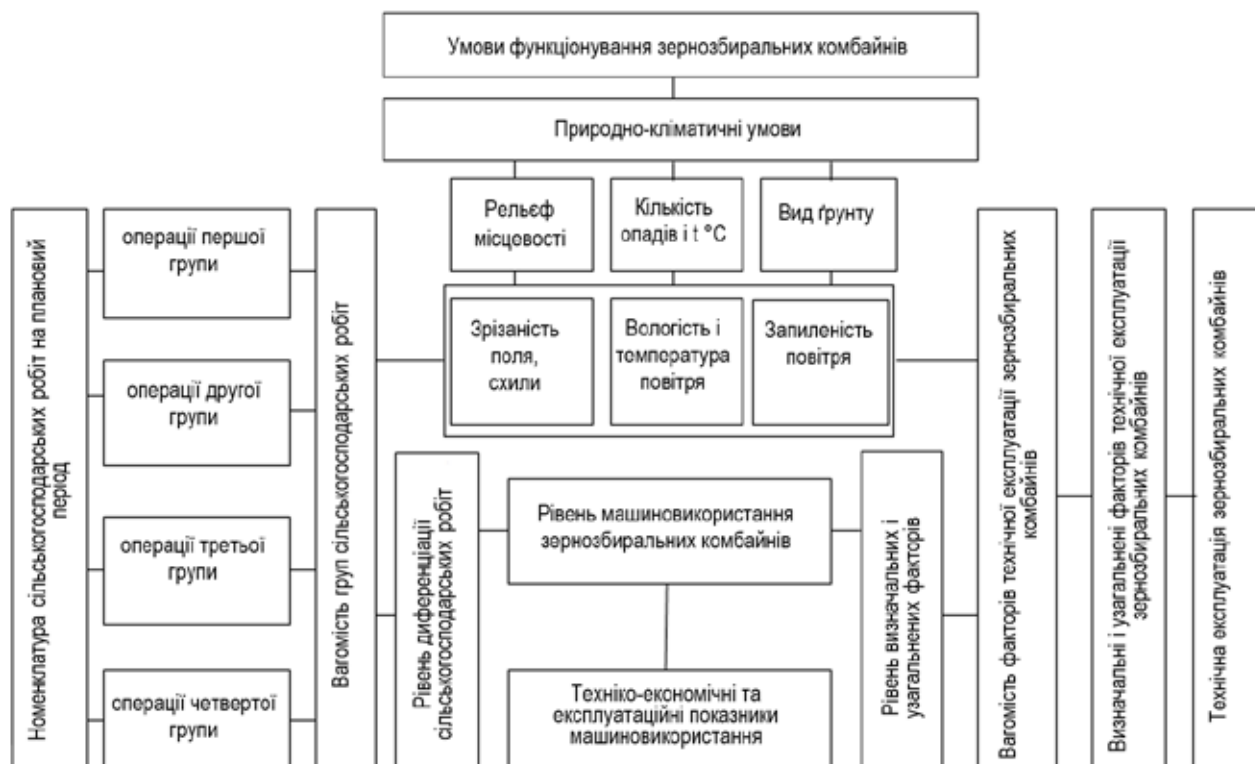 Умови функціонування зернозбиральних комбайнів
Природно-кліматичні умови
Рельєф
місцевості
Кількість
опадів і t °C
Вид ґрунту
Зрізаність
поля,
схили
Вологість і
температура
повітря
Запиленість
повітря
Номенклатура сільськогосподарських робіт на плановий
період
операції першої
групи
операції другої
групи
операції третьої
групи
операції четвертої
групи
Вагомість груп сільськогосподарських робіт
Рівень диференціації
сільськогосподарських робіт
Рівень машиновикористання
зернозбиральних комбайнів
Техніко-економічні та
експлуатаційні показники
машиновикористання
Рівень визначальних і
узагальнених факторів
Вагомість факторів технічної експлуатації зернозбиральних
комбайнів
Визначальні і узагальнені факторів технічної експлуатації
зернозбиральних комбайнів
Технічна експлуатація зернозбиральних комбайнів